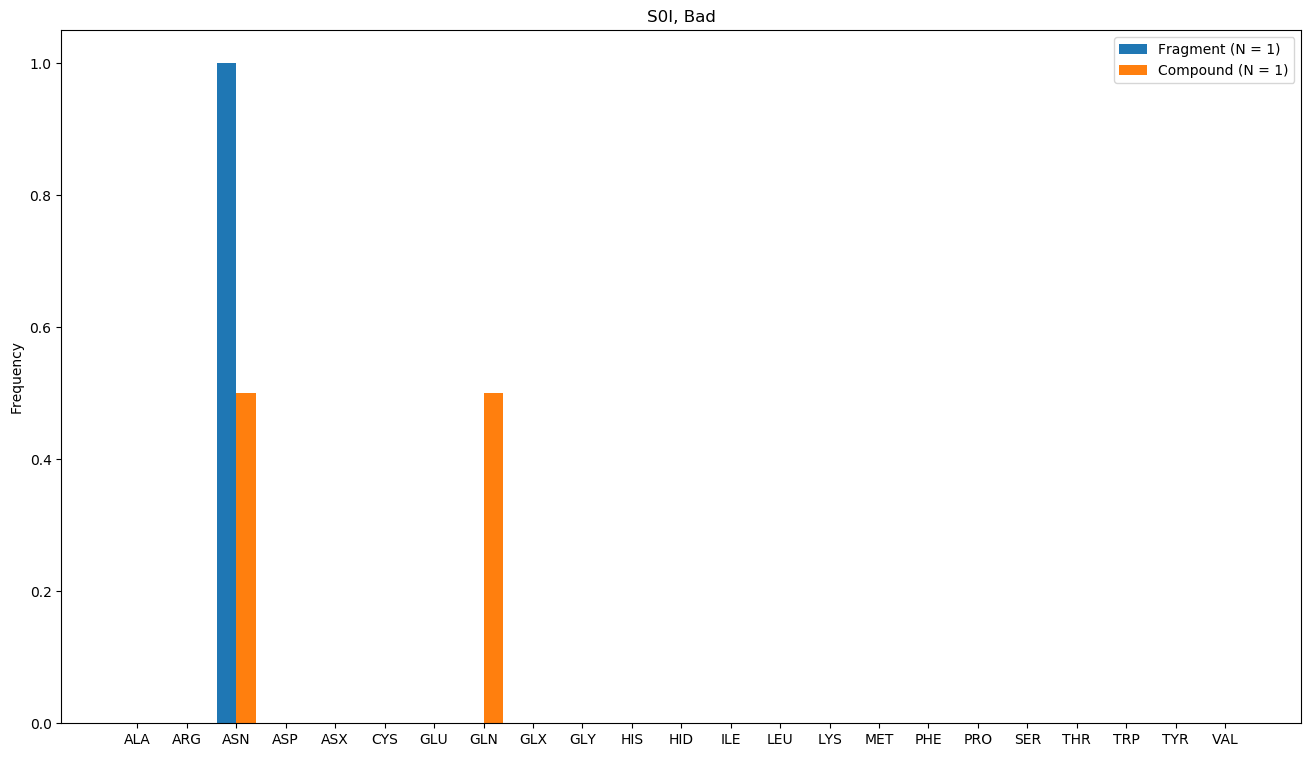 S0I, Bad
Fragment (N = 1)
Compound (N = 1)
1.0
0.8
0.6
0.4
0.2
0.0
Frequency
ALA ARG ASN ASP ASX CYS GLU GLN GLX GLY HIS HID ILE LEU LYS MET PHE PRO SER THR TRP TYR VAL